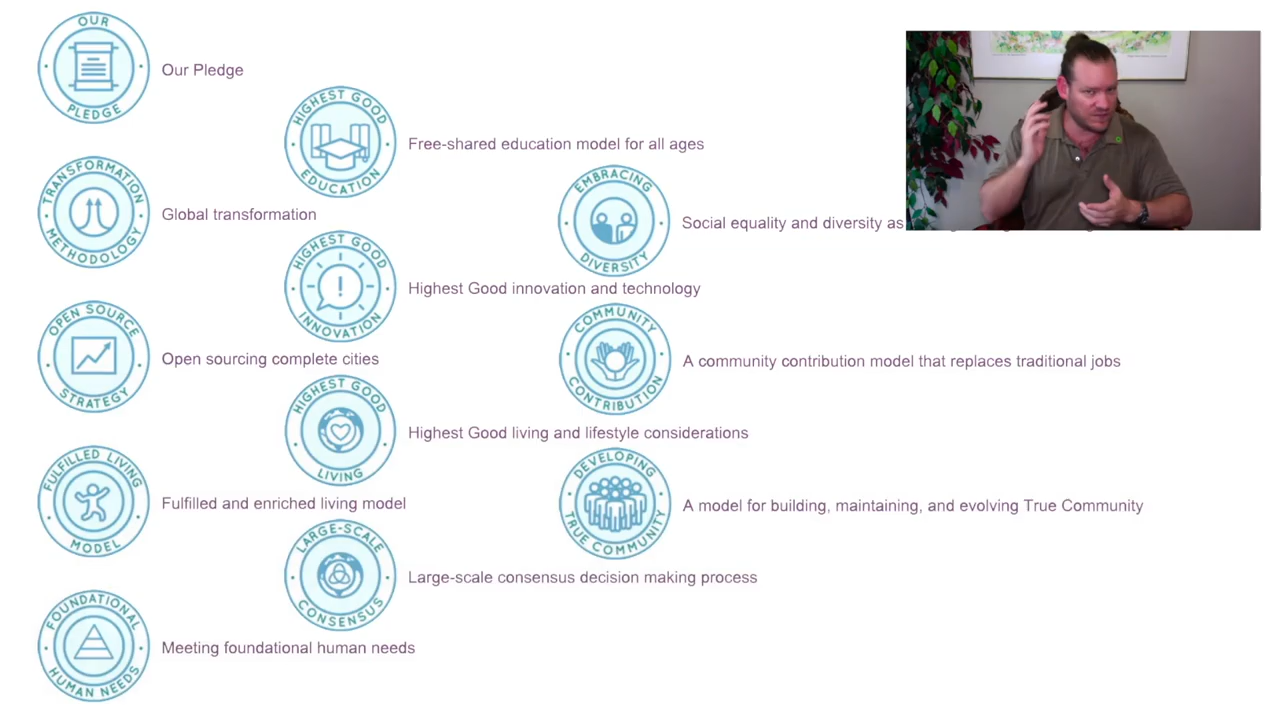 OUR
PLEDGE
Our Pledge
HIGHEST GOOD
EDUCATION
Free-shared education model for all ages
TRANSFORMATION
METHODOLOGY
Global transformation
EMBRACING
DIVERSITY
Social equality and diversity as
HIGHEST GOOD
INNOVATION
Highest Good innovation and technology
OPEN SOURCE
STRATEGY
Open sourcing complete cities
COMMUNITY
CONTRIBUTION
A community contribution model that replaces traditional jobs
HIGHEST GOOD
LIVING
Highest Good living and lifestyle considerations
FULFILLED LIVING
MODEL
Fulfilled and enriched living model
DEVELOPING
TRUE COMMUNITY
A model for building, maintaining, and evolving True Community
LARGE-SCALE
CONSENSUS
Large-scale consensus decision making process
FOUNDATIONAL
HUMAN NEEDS
Meeting foundational human needs